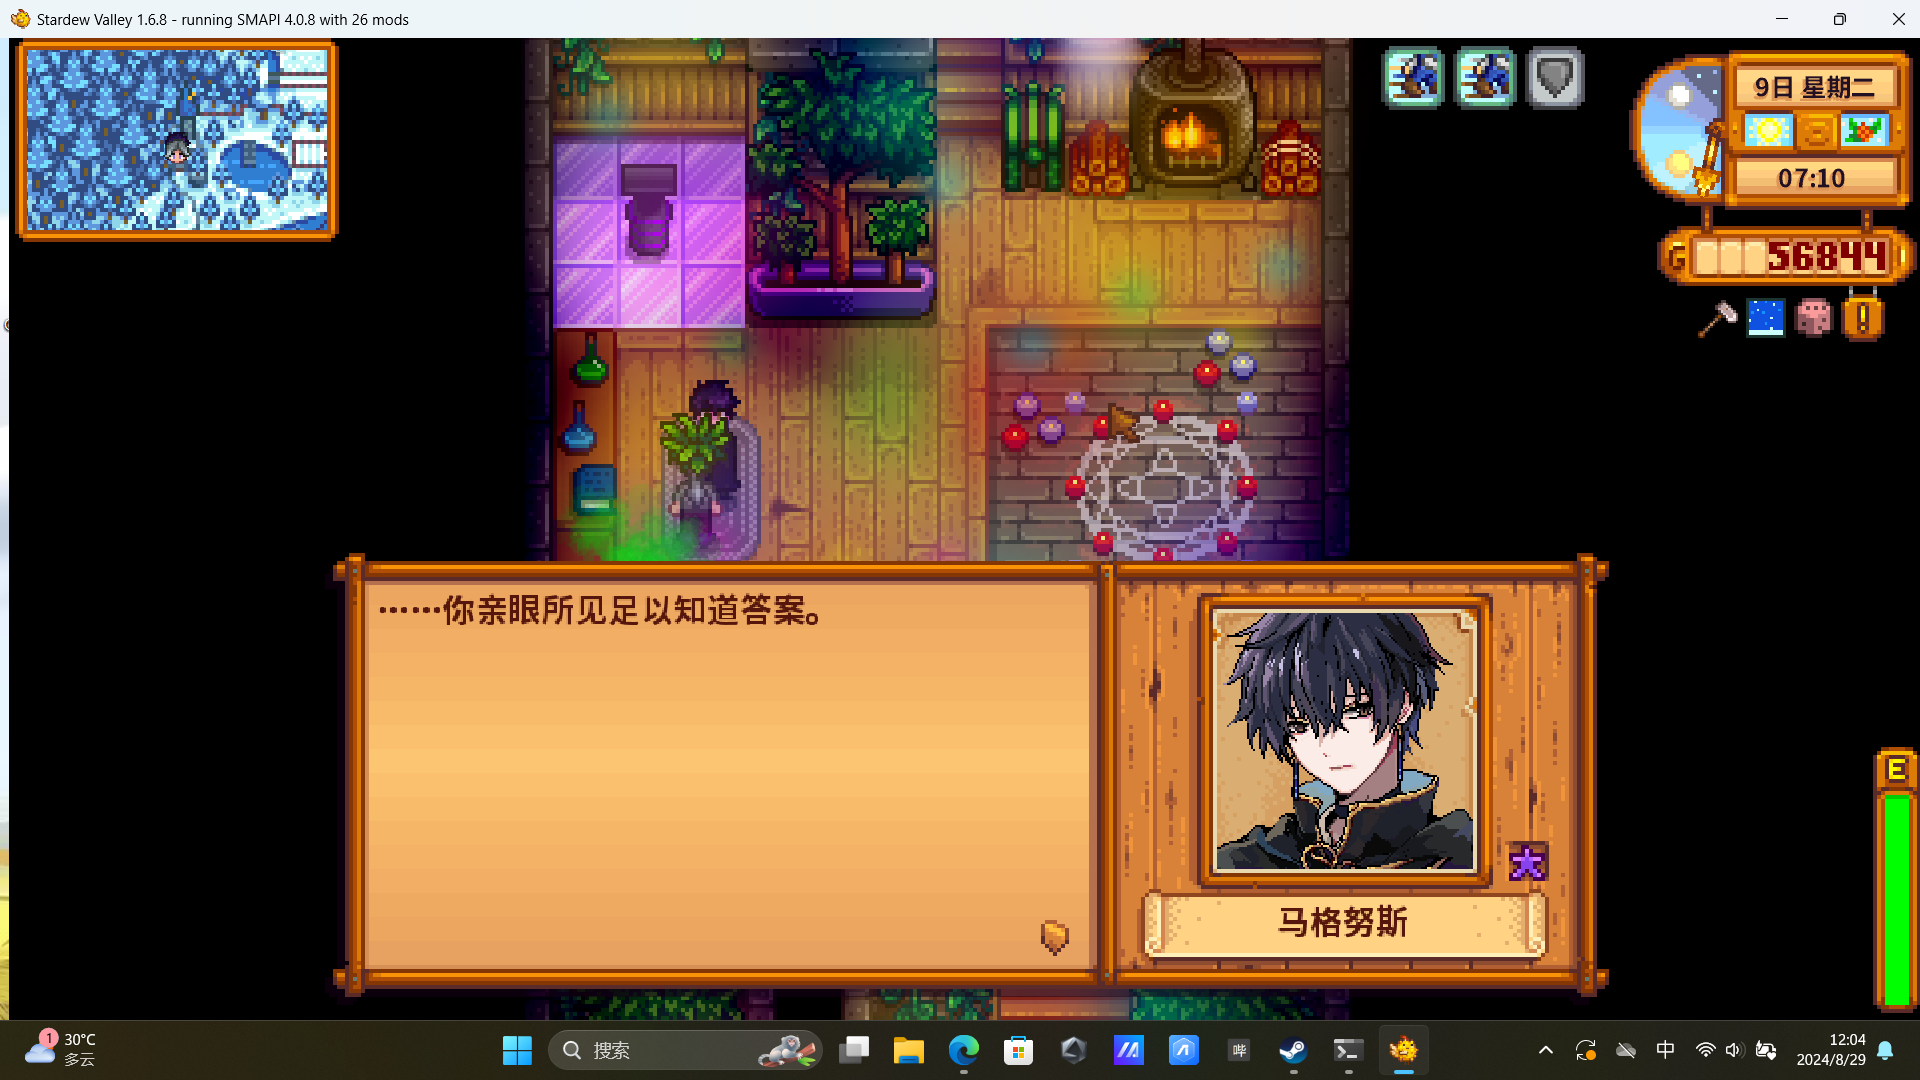 Stardew Valley 1.6.8 - running SMAPI 4.0.8 with 26 mods
9日 星期二
07:10
G 56844
E
……你亲眼所见足以知道答案。
马格努斯
1
30°C
多云
搜索
哔
中
12:04
2024/8/29